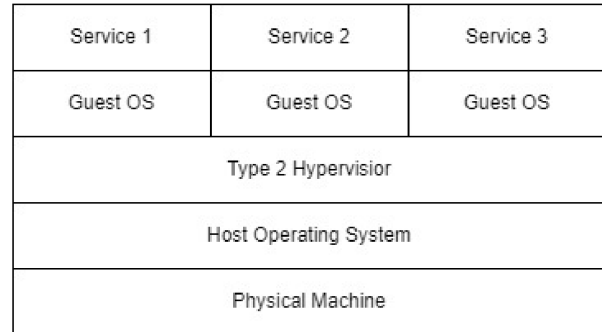 Service 1
Service 2
Service 3
Guest OS
Guest OS
Guest OS
Type 2 Hypervisior
Host Operating System
Physical Machine